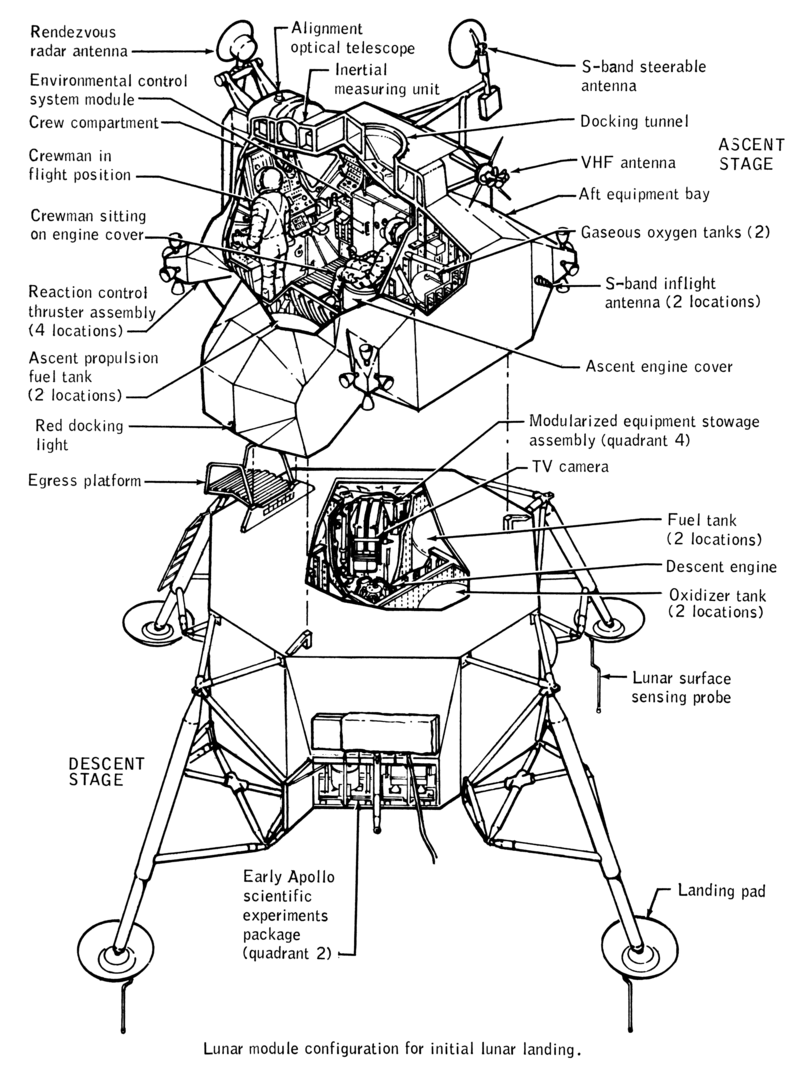 Rendezvous
radar antenna
Environmental control
system module
Crew compartment
Crewman in
flight position
Crewman sitting
on engine cover
Reaction control
thruster assembly
(4 locations)
Ascent propulsion
fuel tank
(2 locations)
Red docking
light
Egress platform
Alignment
optical telescope
Inertial
measuring unit
S-band steerable
antenna
Docking tunnel
ASCENT
STAGE
VHF antenna
Aft equipment bay
Gaseous oxygen tanks (2)
S-band inflight
antenna (2 locations)
Ascent engine cover
Modularized equipment stowage
assembly (quadrant 4)
TV camera
Fuel tank
(2 locations)
Descent engine
Oxidizer tank
(2 locations)
Lunar surface
sensing probe
DESCENT
STAGE
Early Apollo
scientific
experiments
package
(quadrant 2)
Landing pad
Lunar module configuration for initial lunar landing.